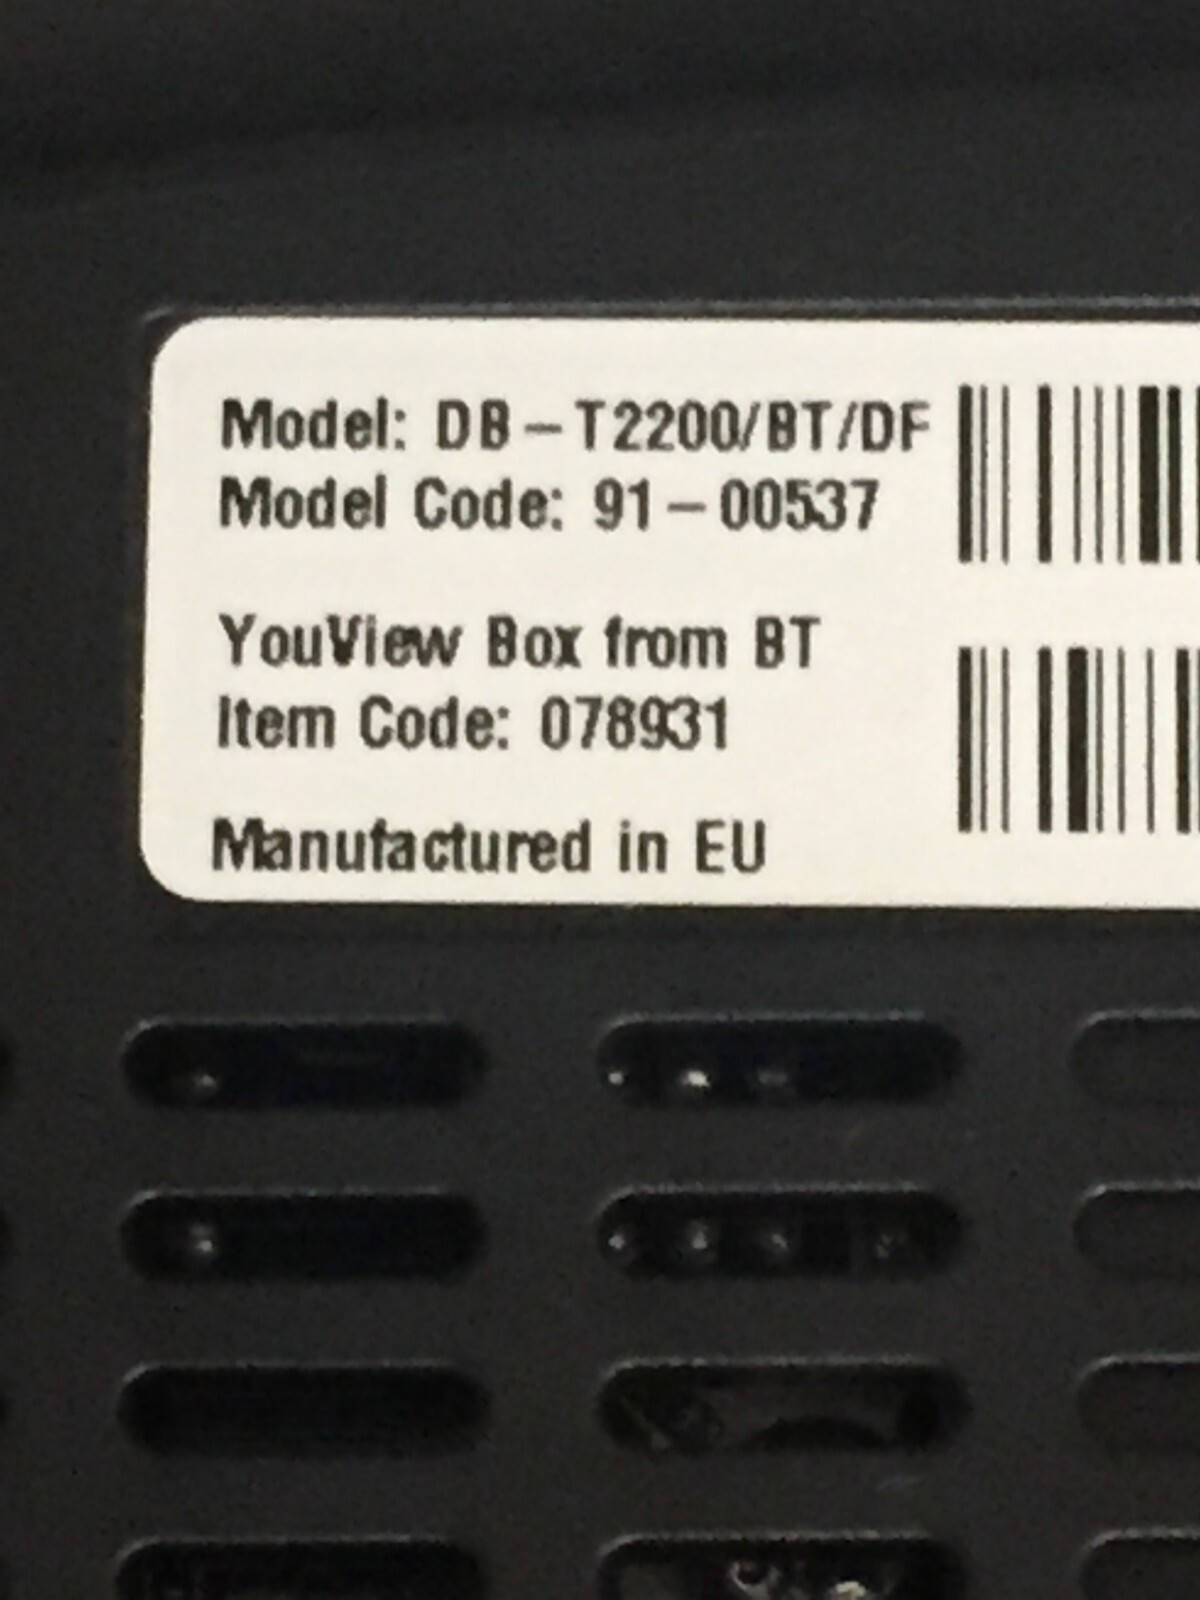 Model: DB-T2200/BT/DF
Model Code: 91-00537
YouView Box from BT
Item Code: 078931
Manufactured in EU